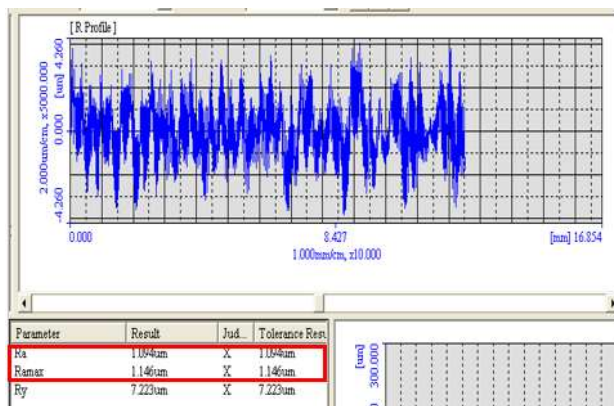 [ R Profile ]
2.000um/cm, x5000.000
[um] 4.260
0.000
-4.260
0.000
8.427
[mm] 16.854
1.000mm/cm, x10.000
Parameter Result Jud... Tolerance Resu
Ra 1.094um X 1.094um
Ramax 1.146um X 1.146um
Ry 7.223um X 7.223um
[um]
300.000